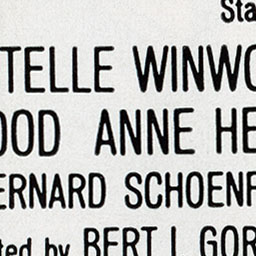 Sta
TELLE WINWO
OOD ANNE HE
ERNARD SCHOENF
ted by BERT I. GOR